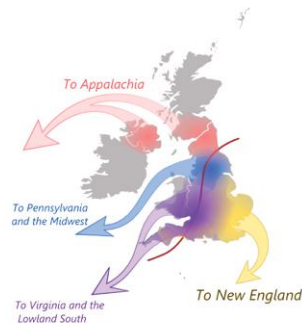 To Appalachia
To Pennsylvania
and the Midwest
To Virginia and the
Lowland South
To New England